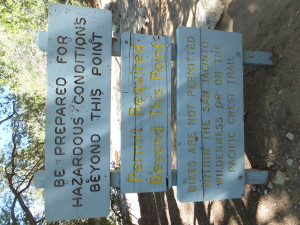 BE PREPARED FOR
HAZARDOUS CONDITIONS
BEYOND THIS POINT
Permit Required
Beyond This Point
BIKES ARE NOT PERMITTED
WITHIN THE SAN JACINTO
WILDERNESS OR ON THE
PACIFIC CREST TRAIL